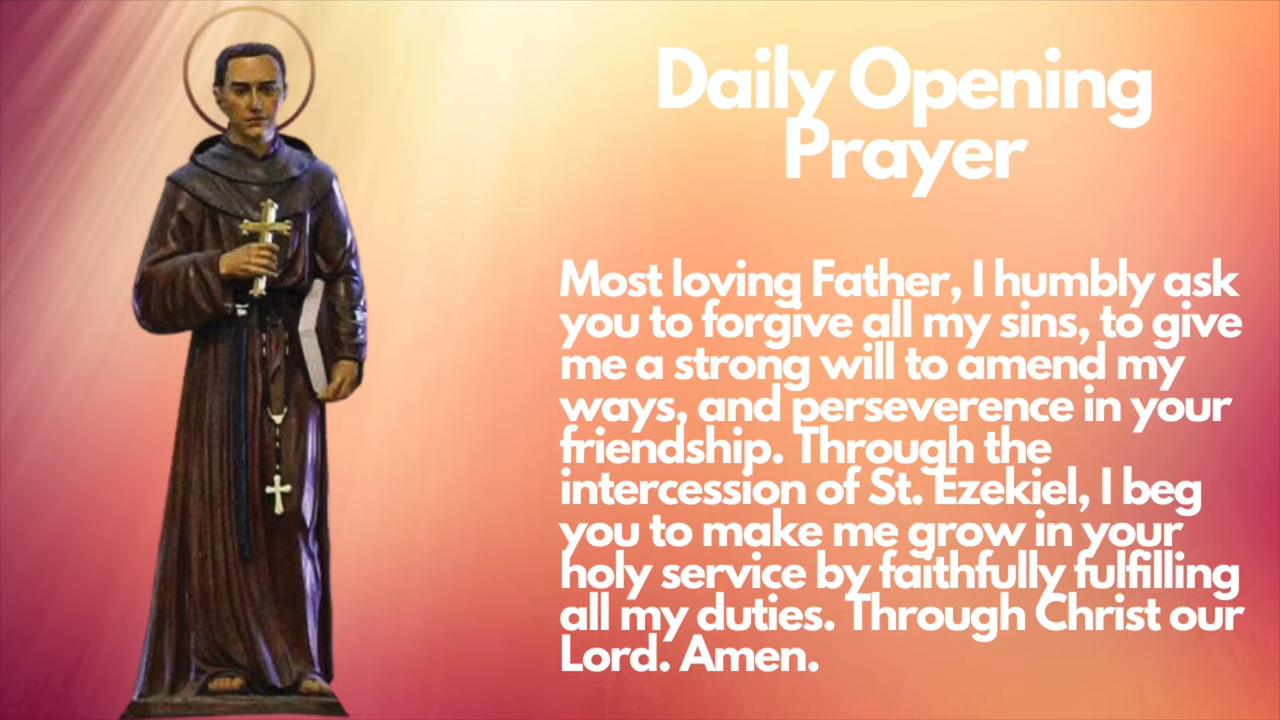 Daily Opening
Prayer
Most loving Father, I humbly ask
you to forgive all my sins, to give
me a strong will to amend my
ways, and perseverence in your
friendship. Through the
intercession of St. Ezekiel, I beg
you to make me grow in your
holy service by faithfully fulfilling
all my duties. Through Christ our
Lord. Amen.